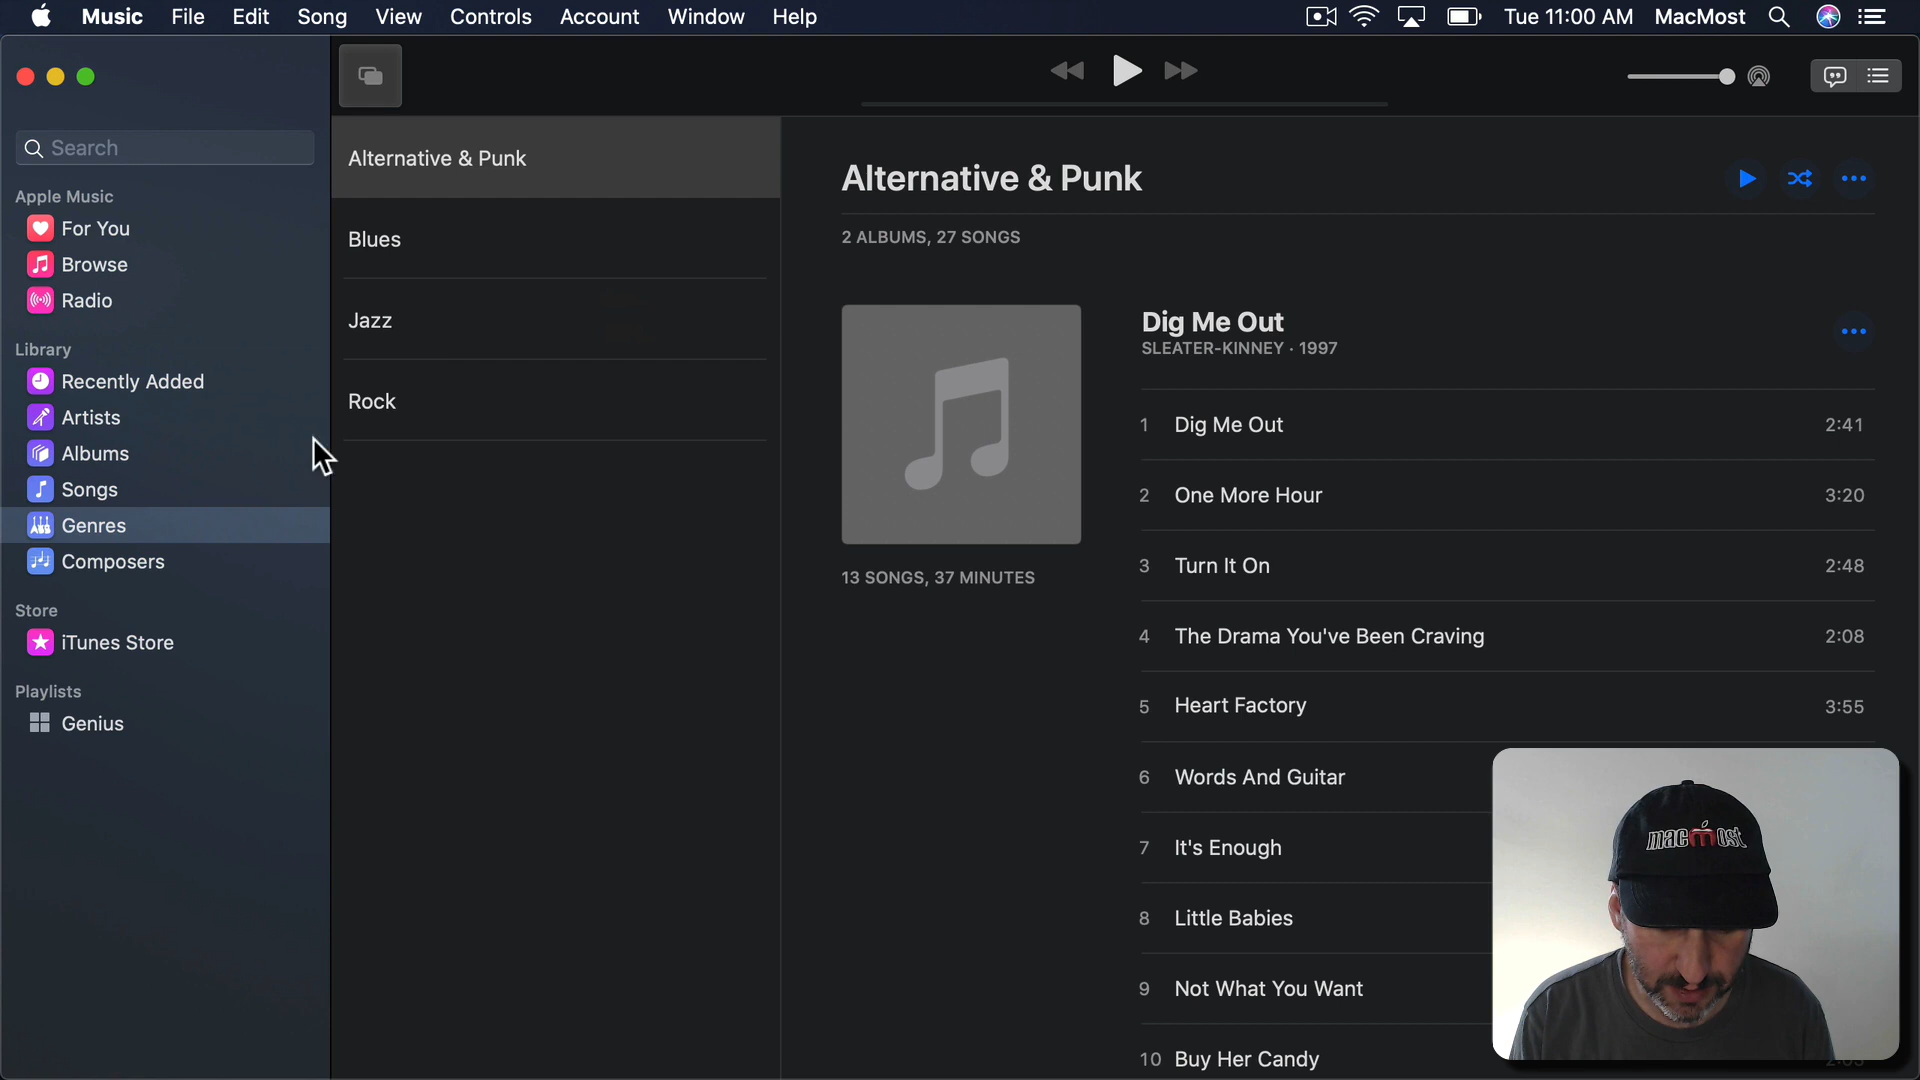 Music File Edit Song View Controls Account Window Help Tue 11:00 AM MacMost
Search
Apple Music
For You
Browse
Radio
Library
Recently Added
Artists
Albums
Songs
Genres
Composers
Store
iTunes Store
Playlists
Genius
Alternative & Punk
Blues
Jazz
Rock
Alternative & Punk
2 ALBUMS, 27 SONGS
13 SONGS, 37 MINUTES
Dig Me Out
SLEATER-KINNEY · 1997
1 Dig Me Out 2:41
2 One More Hour 3:20
3 Turn It On 2:48
4 The Drama You've Been Craving 2:08
5 Heart Factory 3:55
6 Words And Guitar
7 It's Enough
8 Little Babies
9 Not What You Want
10 Buy Her Candy
macmost